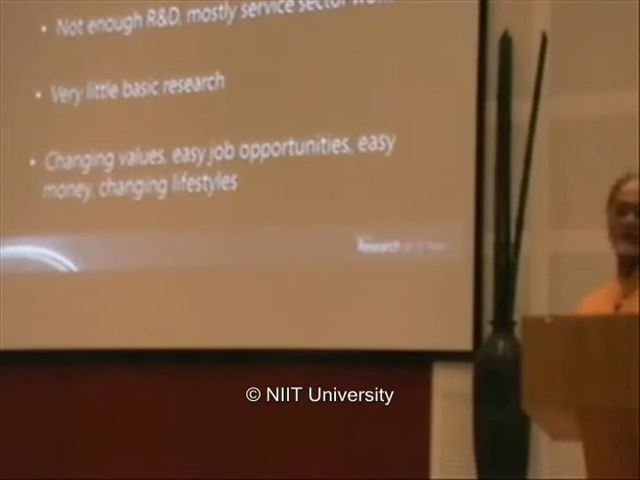 • Not enough R&D, mostly service sector
• Very little basic research
• Changing values, easy job opportunities, easy
money, changing lifestyles
Research
© NIIT University